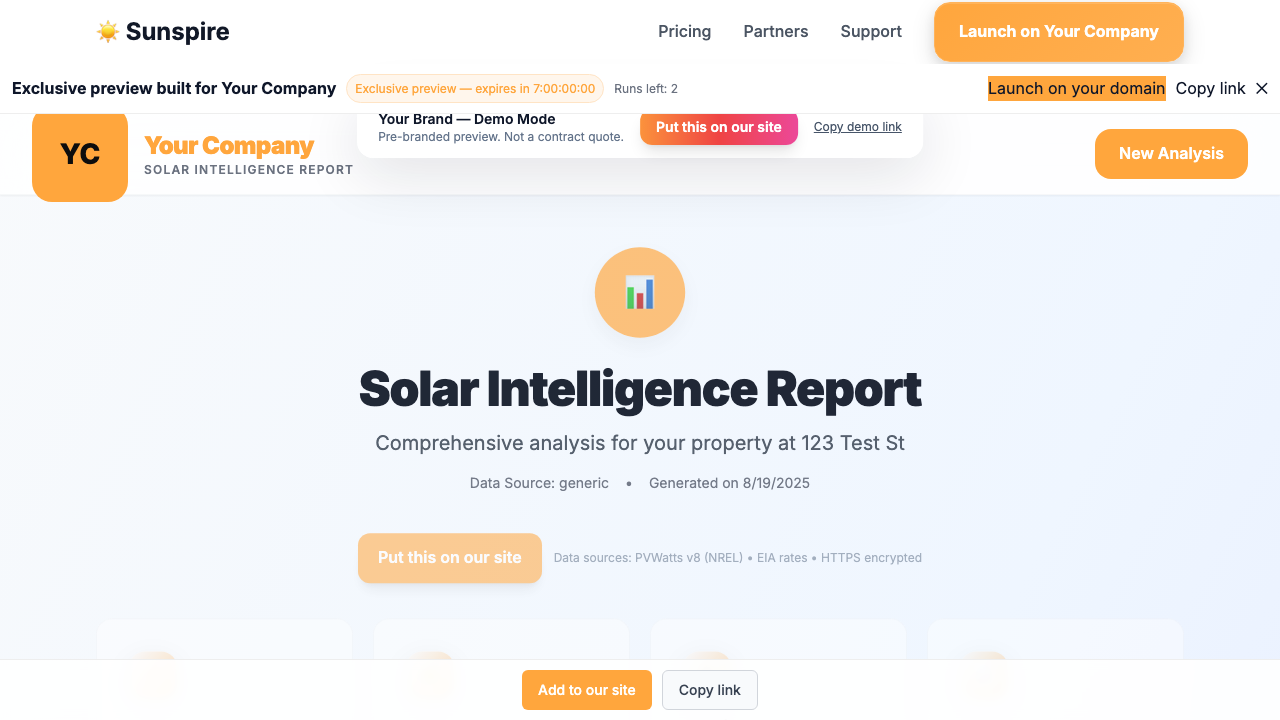 Sunspire
Pricing
Partners
Support
Launch on Your Company
Exclusive preview built for Your Company
Exclusive preview — expires in 7:00:00:00
Runs left: 2
Launch on your domain
Copy link
Your Brand — Demo Mode
Pre-branded preview. Not a contract quote.
Put this on our site
Copy demo link
YC
Your Company
SOLAR INTELLIGENCE REPORT
New Analysis
Solar Intelligence Report
Comprehensive analysis for your property at 123 Test St
Data Source: generic • Generated on 8/19/2025
Put this on our site
Data sources: PVWatts v8 (NREL) • EIA rates • HTTPS encrypted
Add to our site
Copy link